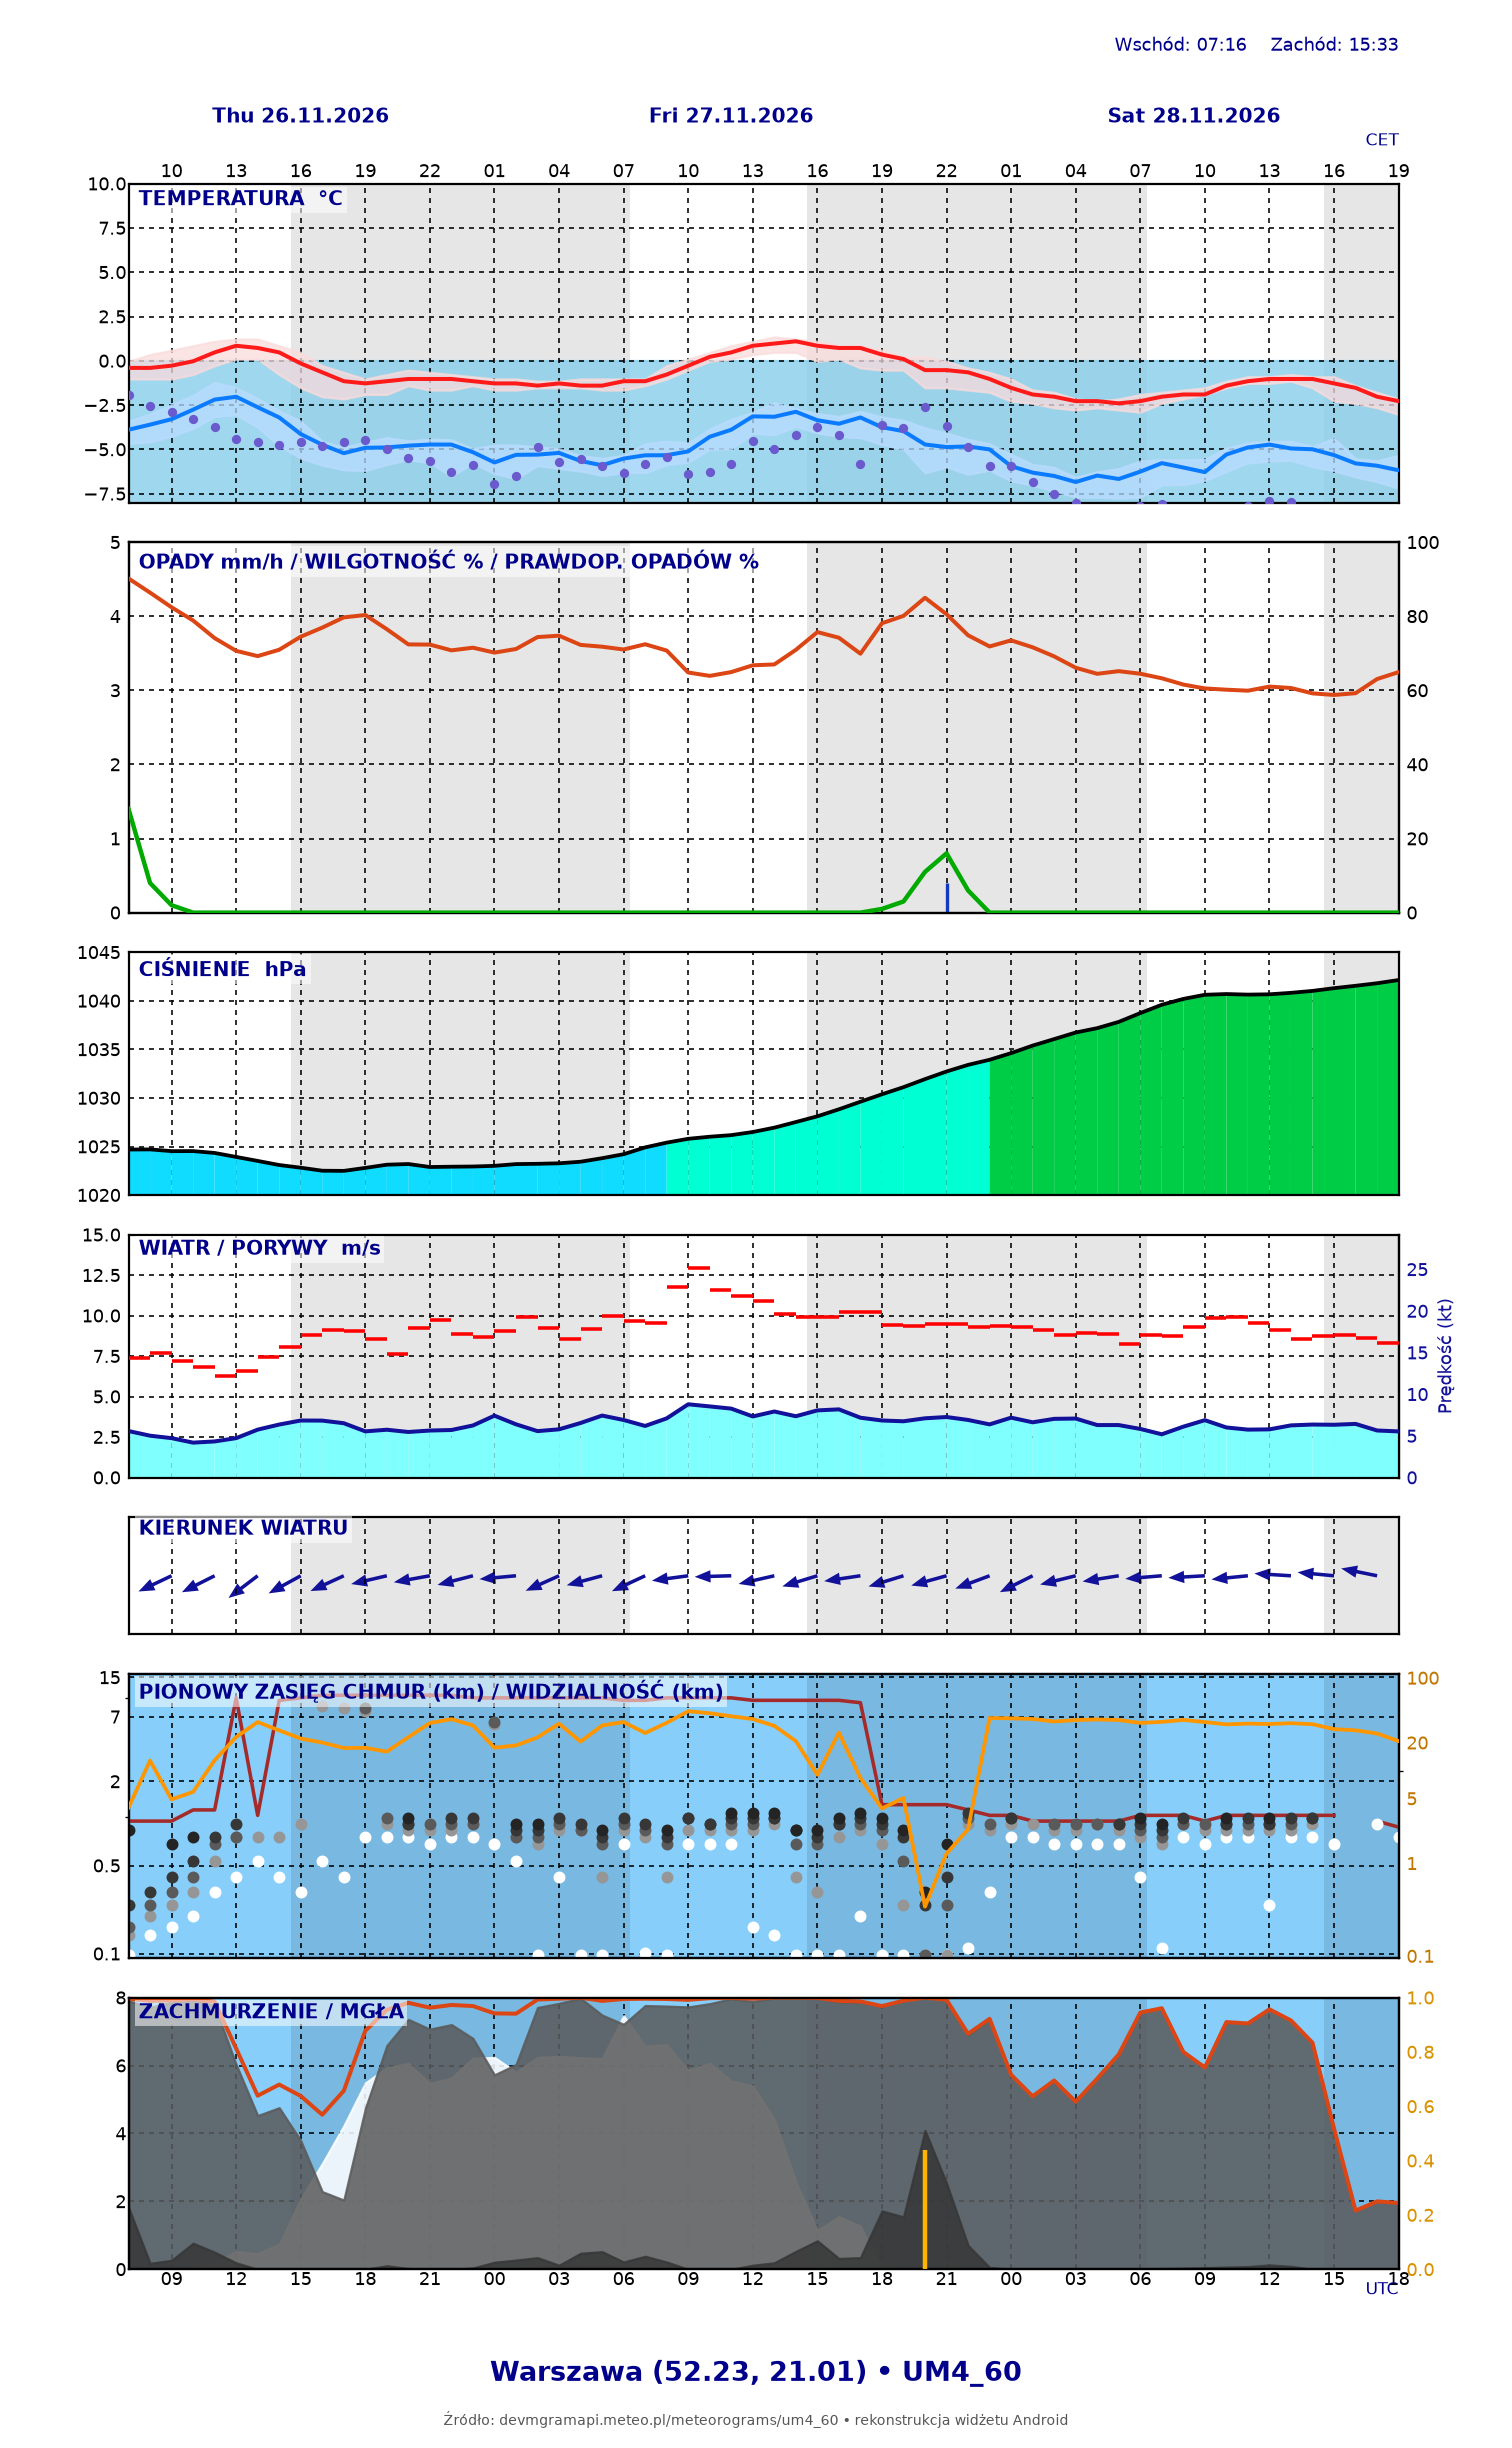 Wschód: 07:16 Zachód: 15:33
Thu 26.11.2026 Fri 27.11.2026 Sat 28.11.2026
CET
10 13 16 19 22 01 04 07 10 13 16 19 22 01 04 07 10 13 16 19
TEMPERATURA °C
10.0
7.5
5.0
2.5
0.0
−2.5
−5.0
−7.5
OPADY mm/h / WILGOTNOŚĆ % / PRAWDOP. OPADÓW %
5 100
4 80
3 60
2 40
1 20
0 0
CIŚNIENIE hPa
1045
1040
1035
1030
1025
1020
WIATR / PORYWY m/s
15.0
12.5 25
10.0 20
7.5 15
5.0 10
2.5 5
0.0 0
Prędkość (kt)
KIERUNEK WIATRU
PIONOWY ZASIĘG CHMUR (km) / WIDZIALNOŚĆ (km)
15 100
7 20
2 5
0.5 1
0.1 0.1
ZACHMURZENIE / MGŁA
8 1.0
6 0.8
0.6
4 0.4
2 0.2
0 0.0
09 12 15 18 21 00 03 06 09 12 15 18 21 00 03 06 09 12 15 18
UTC
Warszawa (52.23, 21.01) • UM4_60
Źródło: devmgramapi.meteo.pl/meteorograms/um4_60 • rekonstrukcja widżetu Android